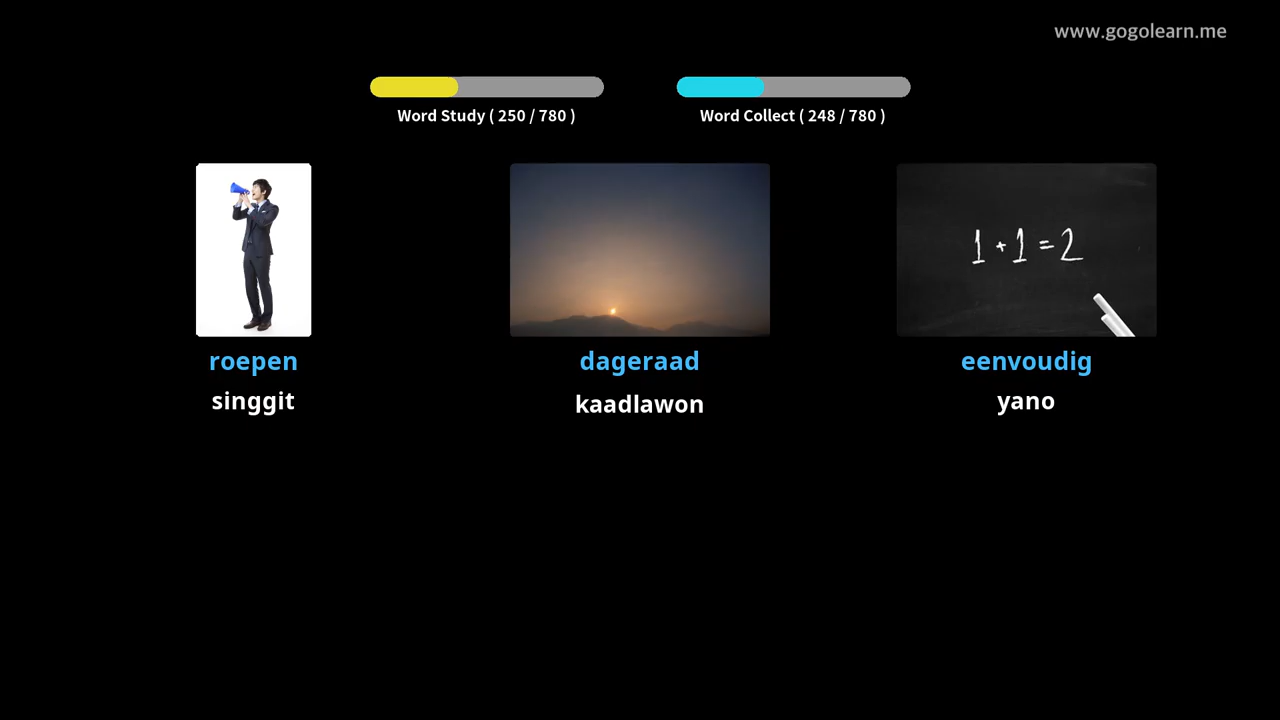 www.gogolearn.me
Word Study ( 250 / 780 )
Word Collect ( 248 / 780 )
1 + 1 = 2
roepen
singgit
dageraad
kaadlawon
eenvoudig
yano